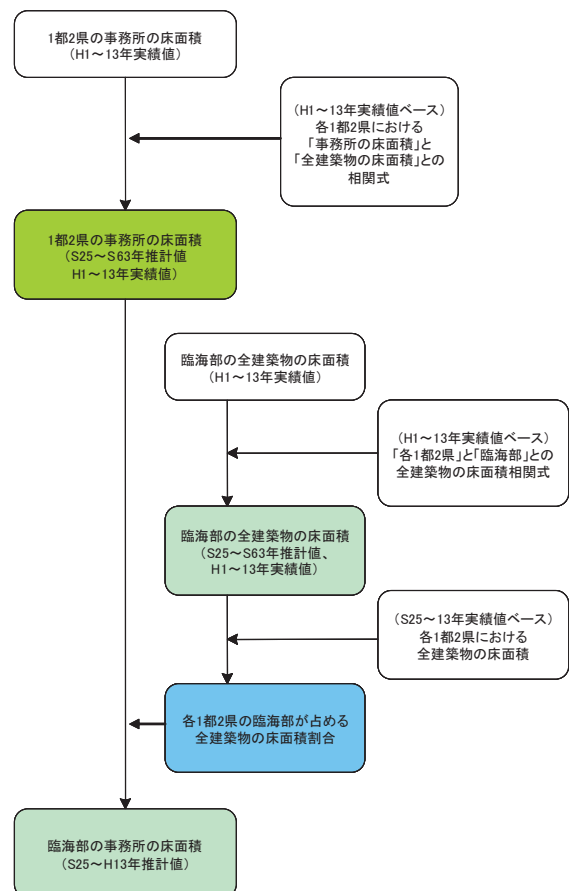 1都2県の事務所の床面積
(H1～13年実績値)
(H1～13年実績値ベース)
各1都2県における
「事務所の床面積」と
「全建築物の床面積」との
相関式
1都2県の事務所の床面積
(S25～S63年推計値
H1～13年実績値)
臨海部の全建築物の床面積
(H1～13年実績値)
(H1～13年実績値ベース)
「各1都2県」と「臨海部」との
全建築物の床面積相関式
臨海部の全建築物の床面積
(S25～S63年推計値、
H1～13年実績値)
(S25～13年実績値ベース)
各1都2県における
全建築物の床面積
各1都2県の臨海部が占める
全建築物の床面積割合
臨海部の事務所の床面積
(S25～H13年推計値)